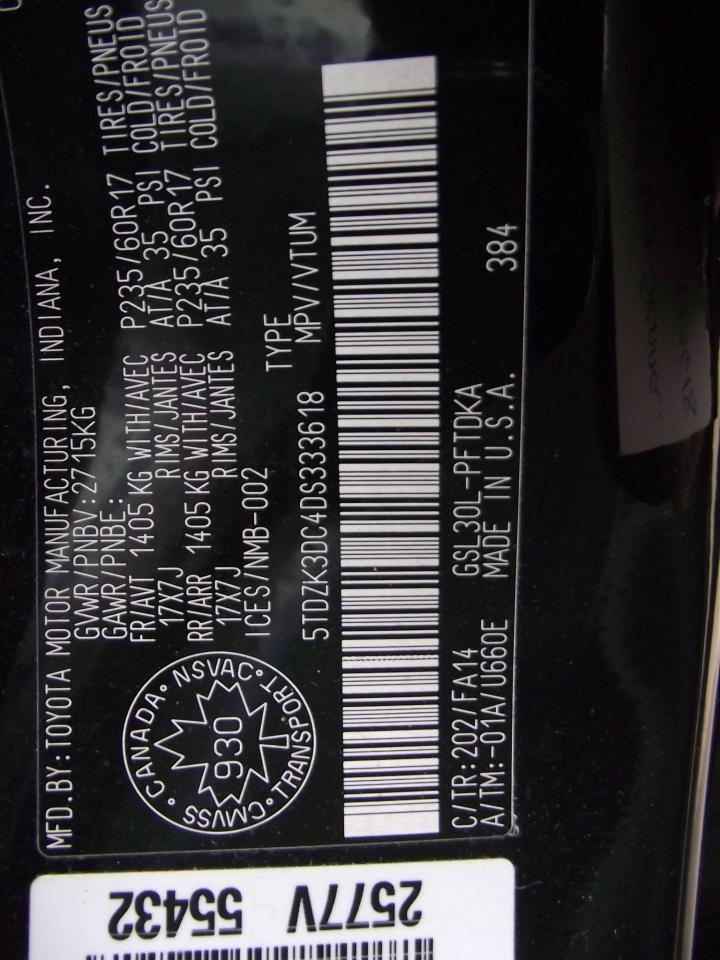 MFD.BY:TOYOTA MOTOR MANUFACTURING, INDIANA, INC.
GVWR/PNBV:2715KG
GAWR/PNBE:
FR/AVT 1405 KG WITH/AVEC P235/60R17 TIRES/PNEUS
17X7J RIMS/JANTES AT/A 35 PSI COLD/FROID
RR/ARR 1405 KG WITH/AVEC P235/60R17 TIRES/PNEUS
17X7J RIMS/JANTES AT/A 35 PSI COLD/FROID
ICES/NMB-002 TYPE
5TDZK3DC4DS333618 MPV/VTUM
CANADA • NSVAC • TRANSPORT • CMVSS •
930
C/TR:202/FA14 GSL30L-PFTDKA
A/TM:-01A/U660E MADE IN U.S.A. 384
2577V
55432